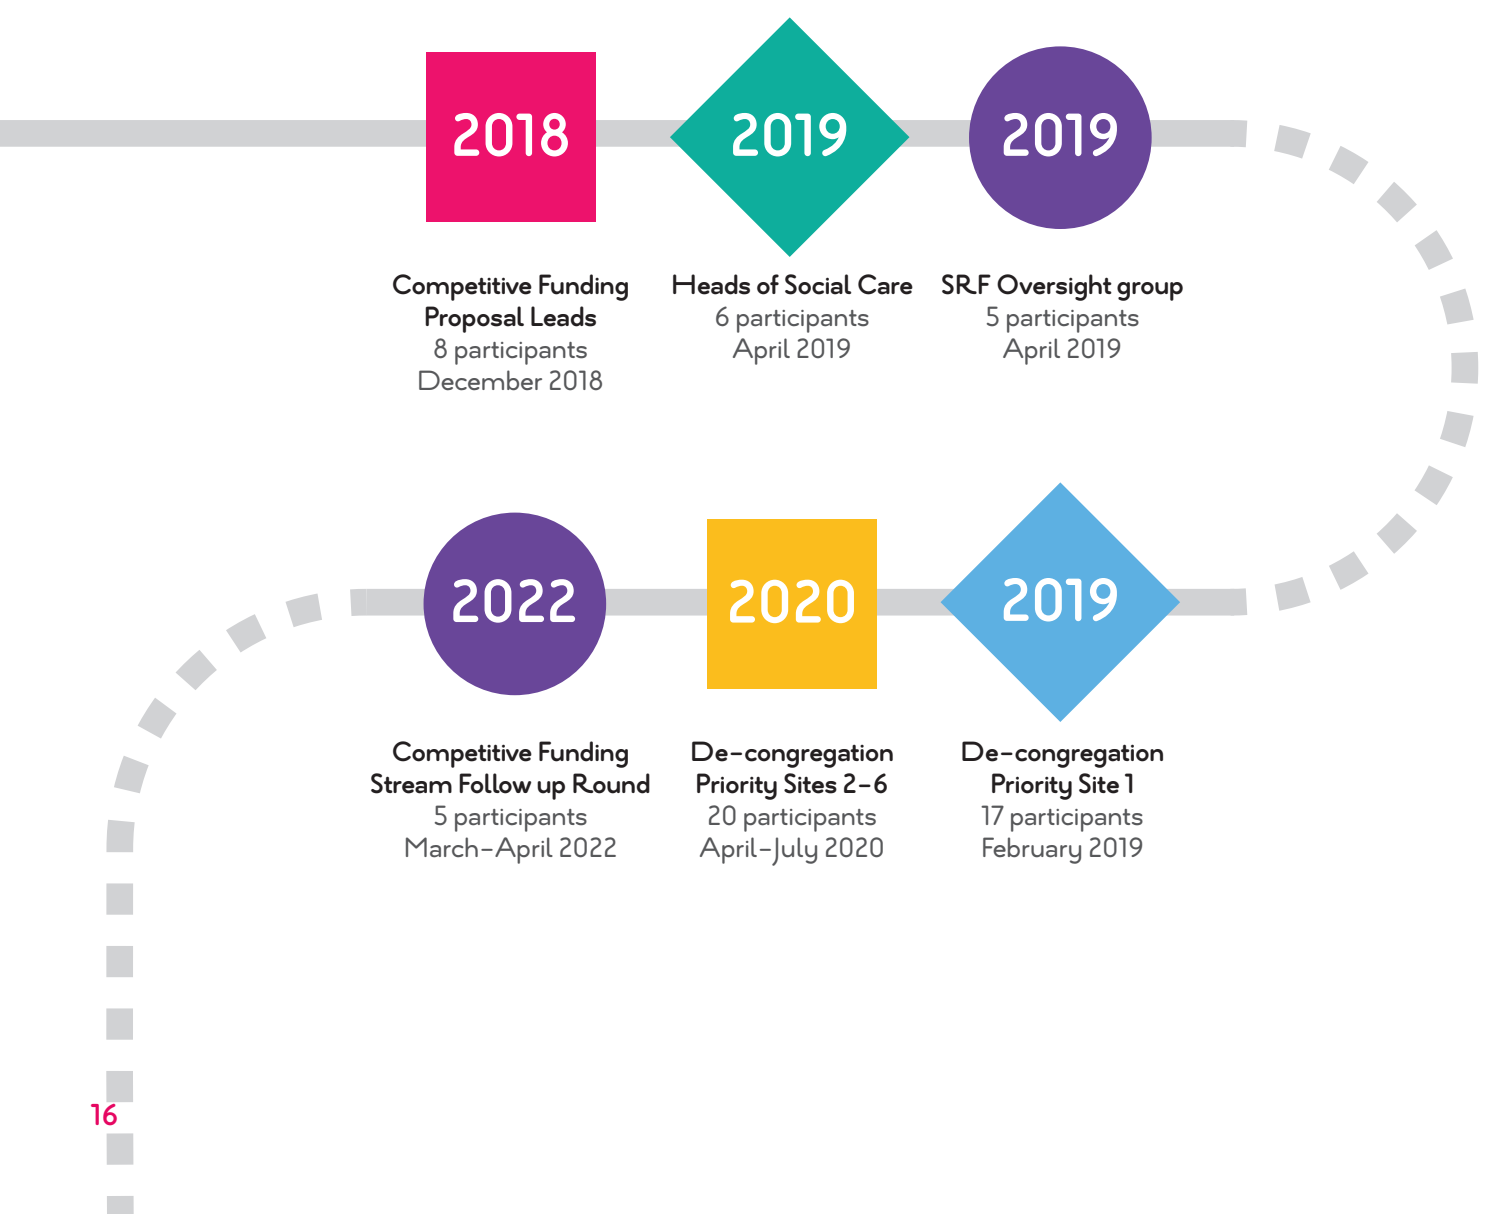 2018
Competitive Funding
Proposal Leads
8 participants
December 2018
2019
Heads of Social Care
6 participants
April 2019
2019
SRF Oversight group
5 participants
April 2019
2019
De-congregation
Priority Site 1
17 participants
February 2019
2020
De-congregation
Priority Sites 2-6
20 participants
April-July 2020
2022
Competitive Funding
Stream Follow up Round
5 participants
March-April 2022
16